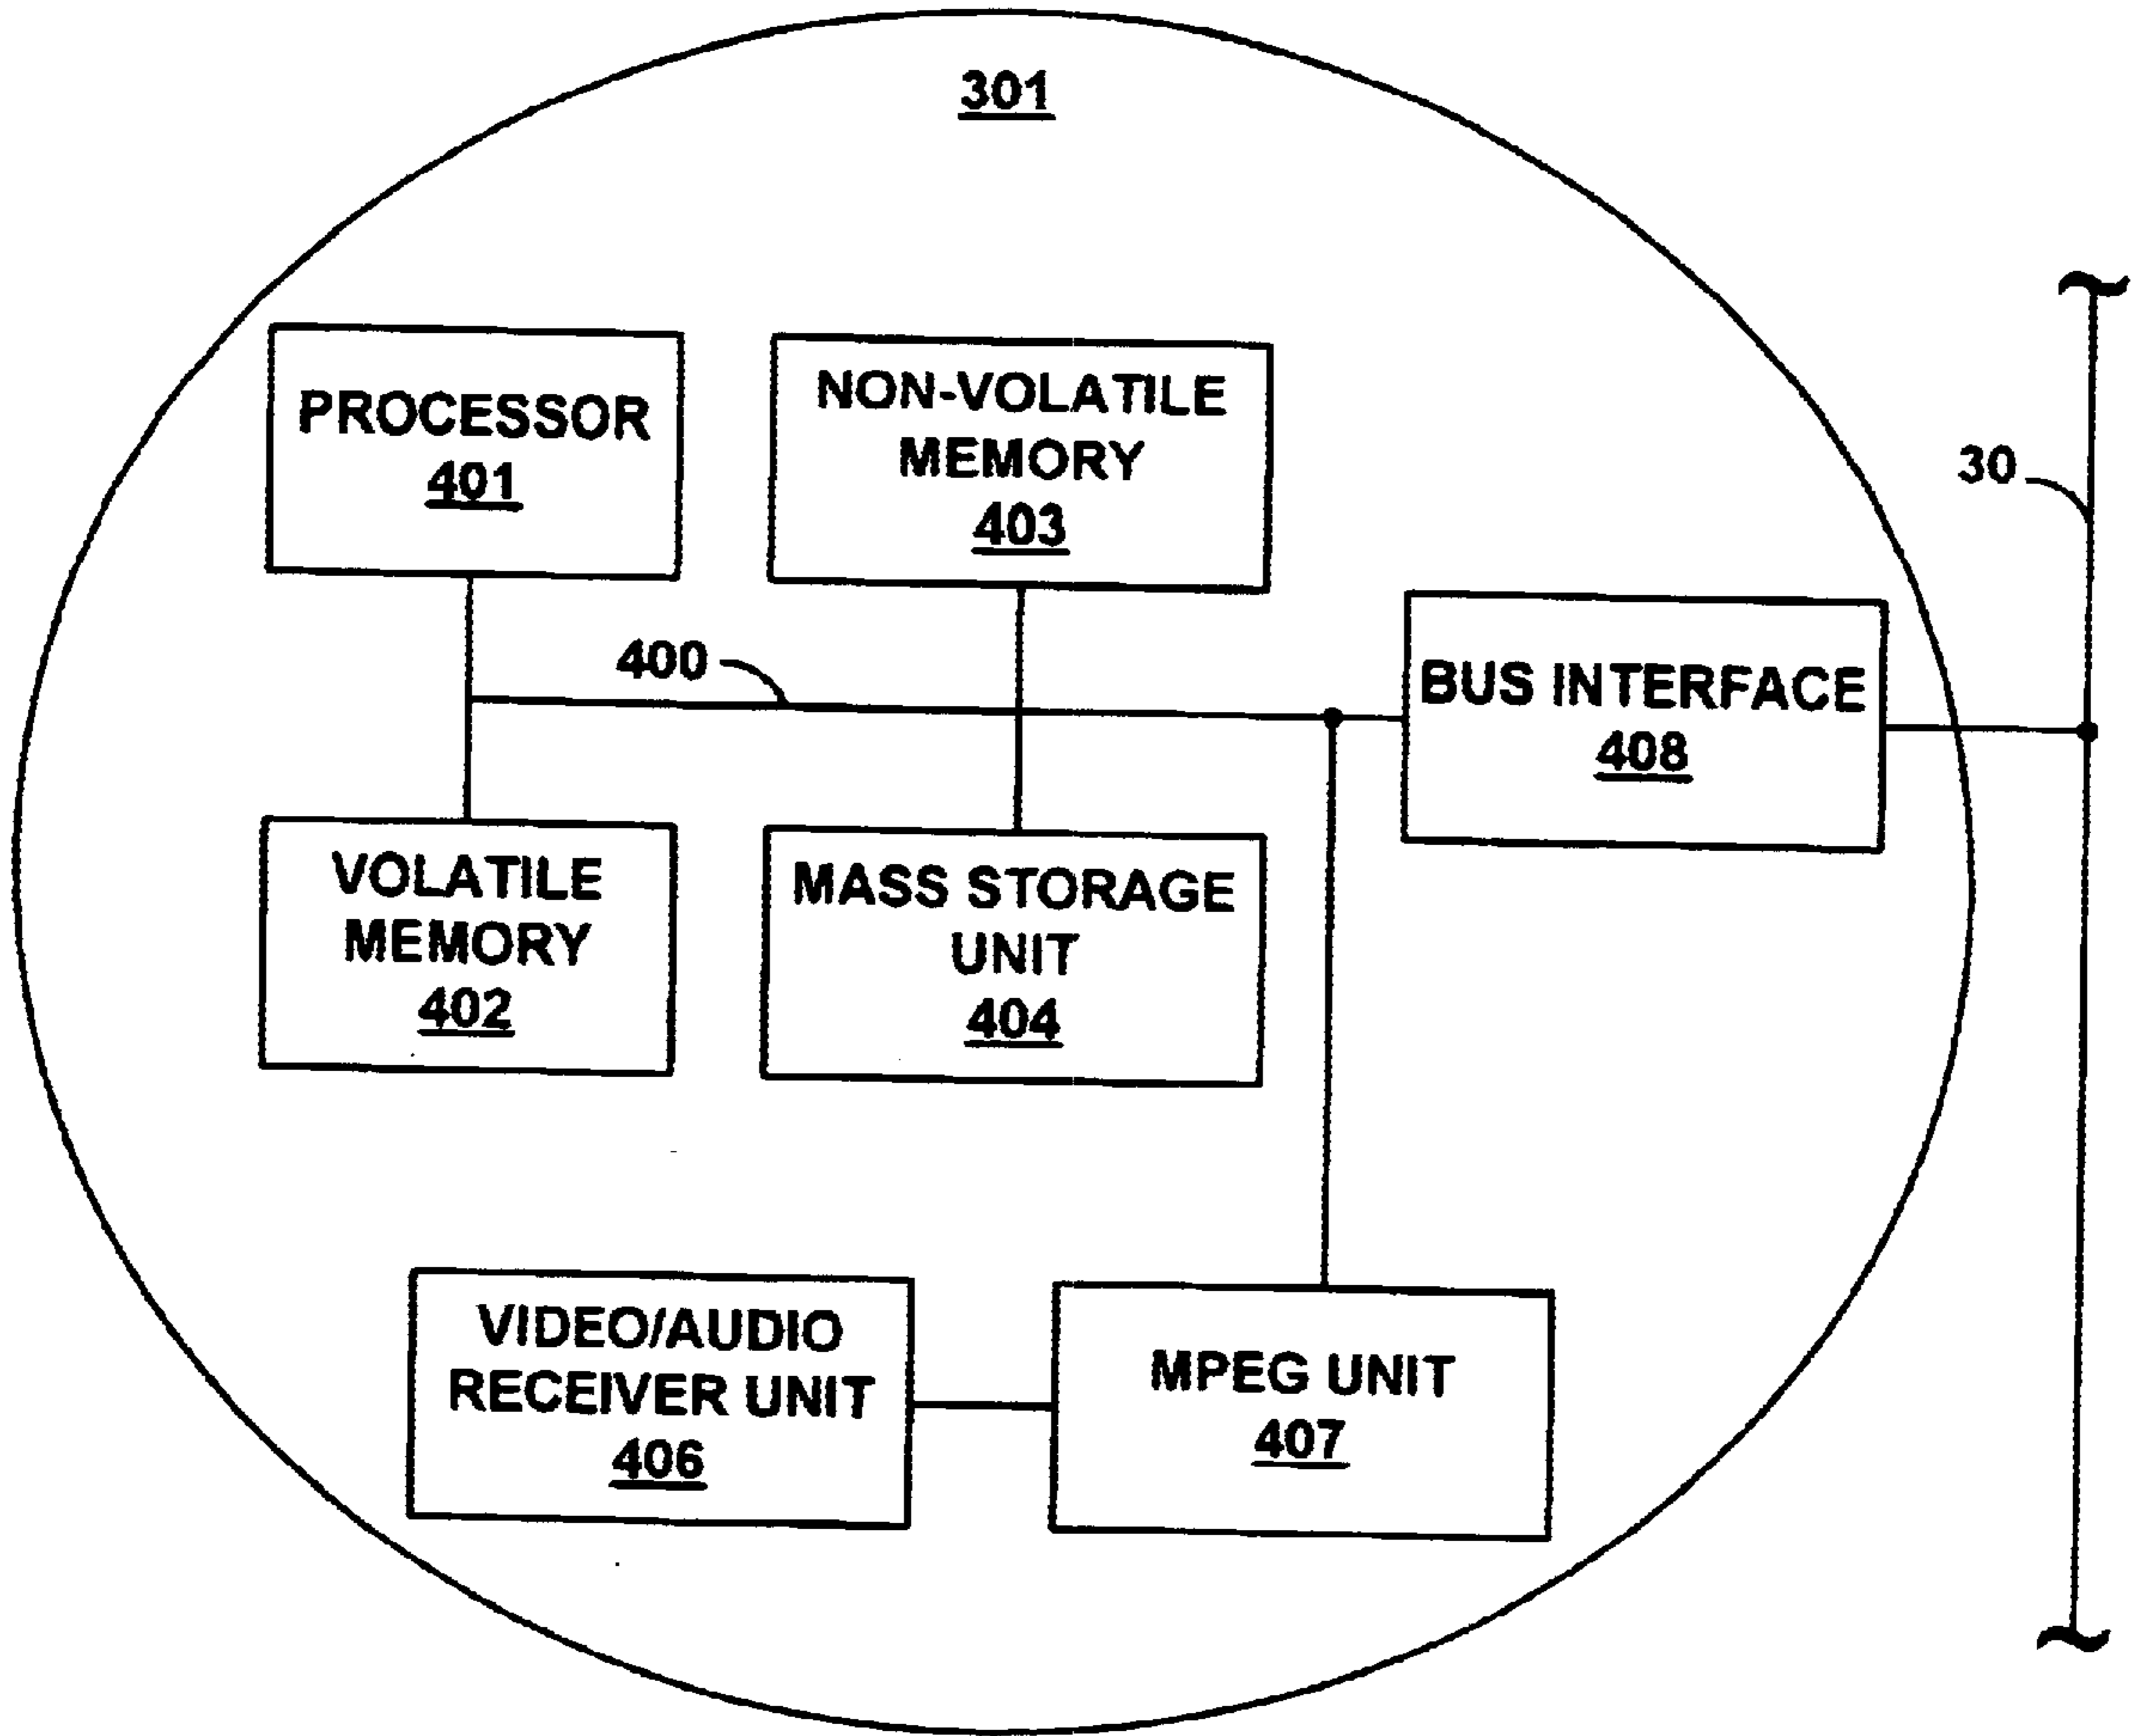 301
PROCESSOR
401
NON-VOLATILE
MEMORY
403
30
400
BUS INTERFACE
408
VOLATILE
MEMORY
402
MASS STORAGE
UNIT
404
VIDEO/AUDIO
RECEIVER UNIT
406
MPEG UNIT
407